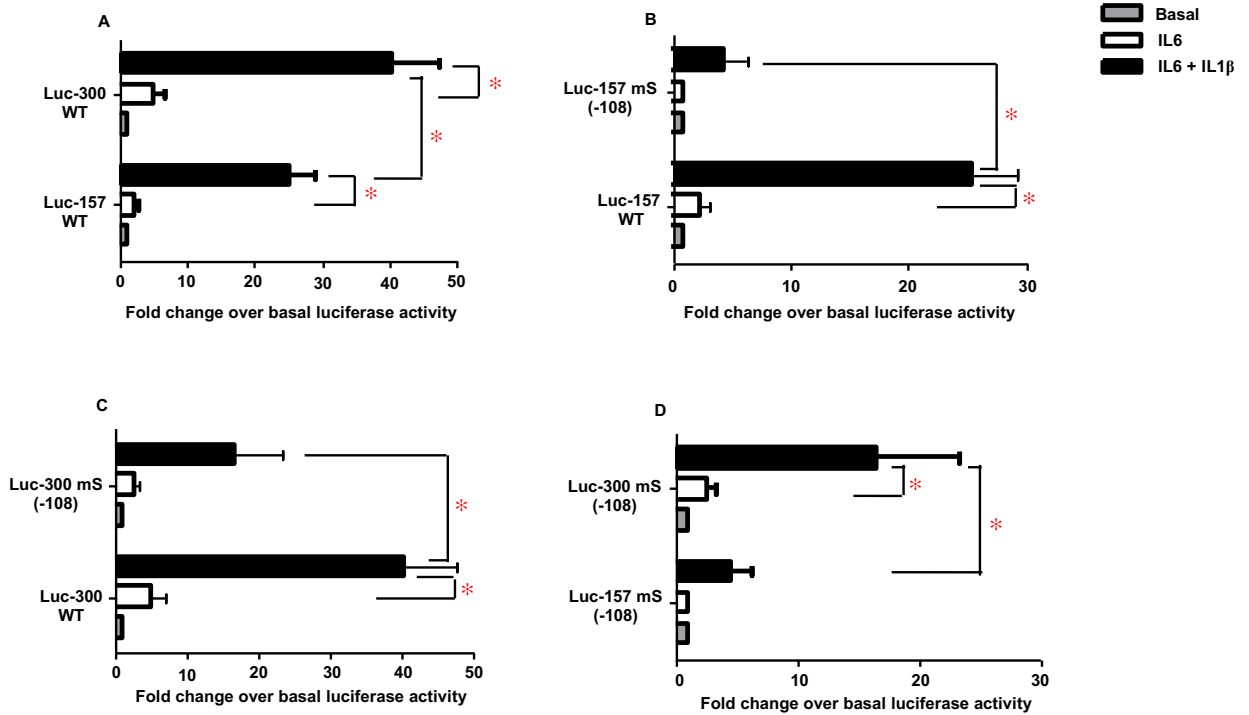 A
Luc-300
WT
Luc-157
WT
0 10 20 30 40 50
Fold change over basal luciferase activity
*
*
*
B
Luc-157 mS
(-108)
Luc-157
WT
0 10 20 30
Fold change over basal luciferase activity
*
*
Basal
IL6
IL6 + IL1β
C
Luc-300 mS
(-108)
Luc-300
WT
0 10 20 30 40 50
Fold change over basal luciferase activity
*
*
D
Luc-300 mS
(-108)
Luc-157 mS
(-108)
0 10 20 30
Fold change over basal luciferase activity
*
*